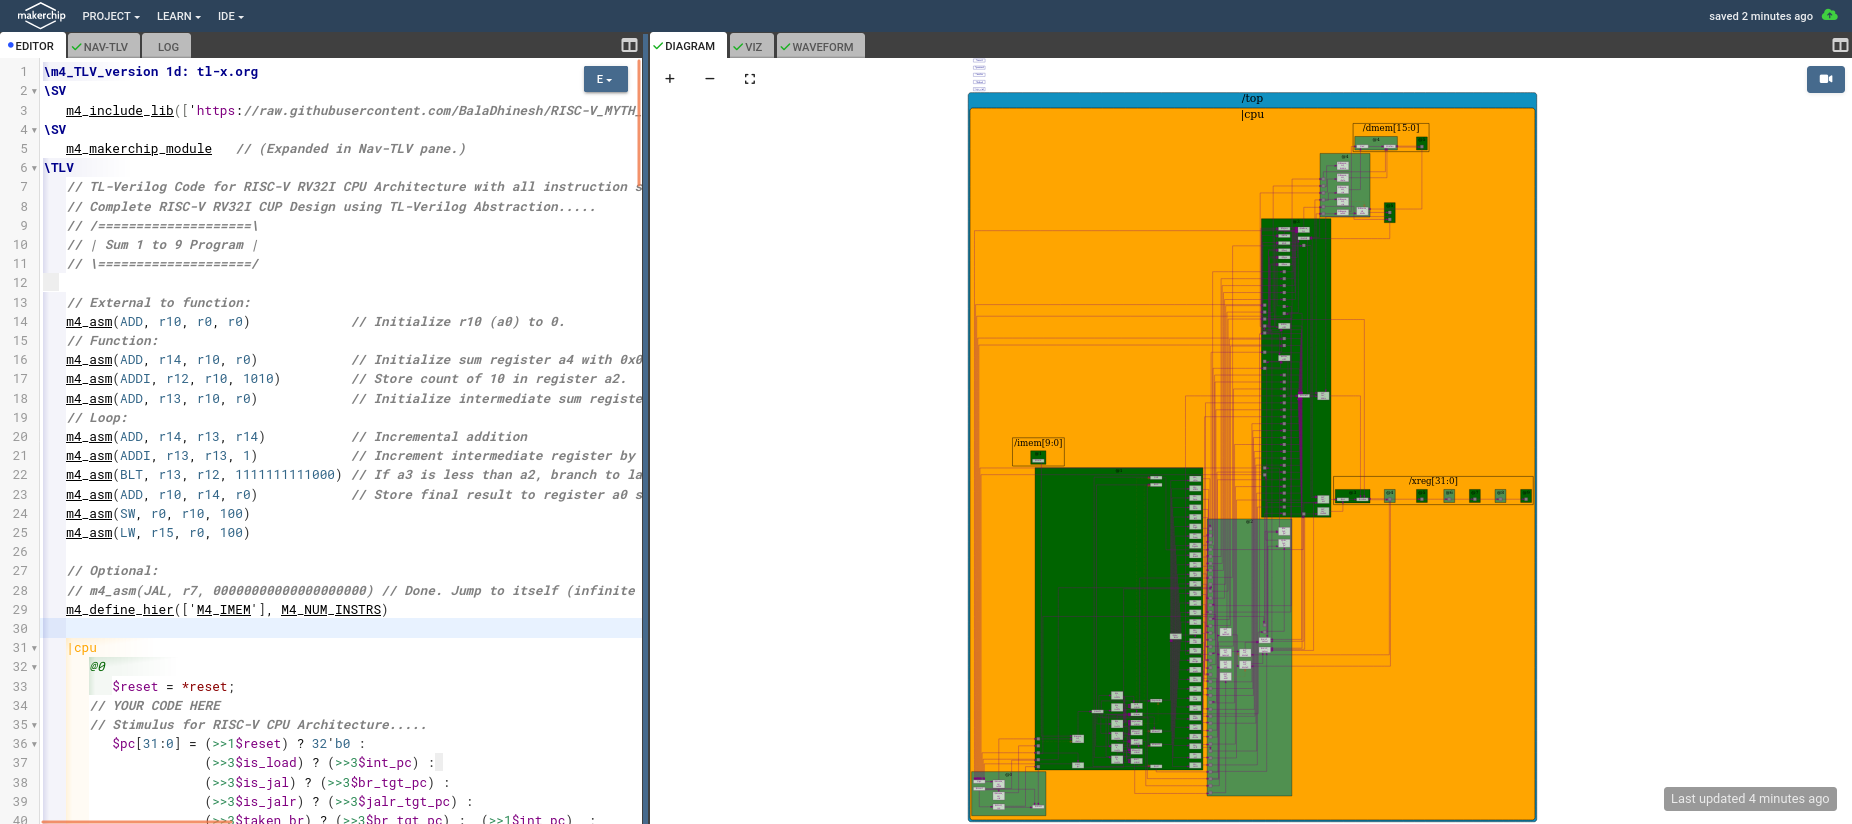 makerchip PROJECT LEARN IDE saved 2 minutes ago
EDITOR NAV-TLV LOG DIAGRAM VIZ WAVEFORM
E
1 \m4_TLV_version 1d: tl-x.org
2 \SV
3 m4_include_lib(['https://raw.githubusercontent.com/BalaDhinesh/RISC-V_MYTH_
4 \SV
5 m4_makerchip_module // (Expanded in Nav-TLV pane.)
6 \TLV
7 // TL-Verilog Code for RISC-V RV32I CPU Architecture with all instruction s
8 // Complete RISC-V RV32I CUP Design using TL-Verilog Abstraction.....
9 // /====================\
10 // | Sum 1 to 9 Program |
11 // \====================/
12
13 // External to function:
14 m4_asm(ADD, r10, r0, r0) // Initialize r10 (a0) to 0.
15 // Function:
16 m4_asm(ADD, r14, r10, r0) // Initialize sum register a4 with 0x0
17 m4_asm(ADDI, r12, r10, 1010) // Store count of 10 in register a2.
18 m4_asm(ADD, r13, r10, r0) // Initialize intermediate sum registe
19 // Loop:
20 m4_asm(ADD, r14, r13, r14) // Incremental addition
21 m4_asm(ADDI, r13, r13, 1) // Increment intermediate register by
22 m4_asm(BLT, r13, r12, 1111111111000) // If a3 is less than a2, branch to la
23 m4_asm(ADD, r10, r14, r0) // Store final result to register a0 s
24 m4_asm(SW, r0, r10, 100)
25 m4_asm(LW, r15, r0, 100)
26
27 // Optional:
28 // m4_asm(JAL, r7, 00000000000000000000) // Done. Jump to itself (infinite
29 m4_define_hier(['M4_IMEM'], M4_NUM_INSTRS)
30
31 |cpu
32 @0
33 $reset = *reset;
34 // YOUR CODE HERE
35 // Stimulus for RISC-V CPU Architecture.....
36 $pc[31:0] = (>>1$reset) ? 32'b0 :
37 (>>3$is_load) ? (>>3$int_pc) :
38 (>>3$is_jal) ? (>>3$br_tgt_pc) :
39 (>>3$is_jalr) ? (>>3$jalr_tgt_pc) :
40 (>>3$taken_br) ? (>>3$br_tgt_pc) : (>>1$int_pc) ;
/top
|cpu
/dmem[15:0]
/imem[9:0]
/xreg[31:0]
Last updated 4 minutes ago